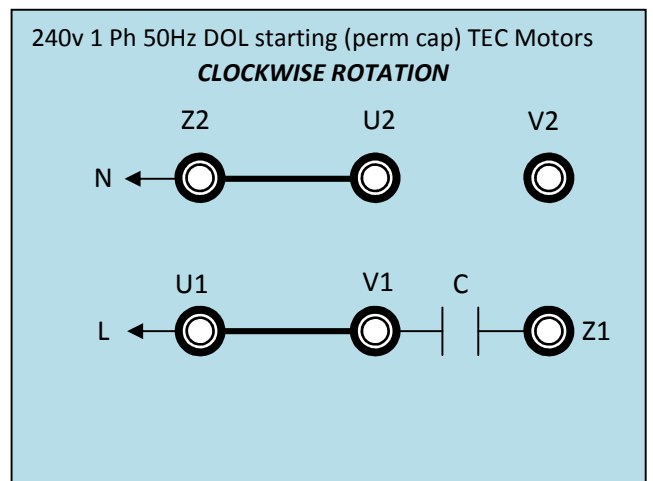 240v 1 Ph 50Hz DOL starting (perm cap) TEC Motors
CLOCKWISE ROTATION
Z2 U2 V2
N
U1 V1 C
L Z1